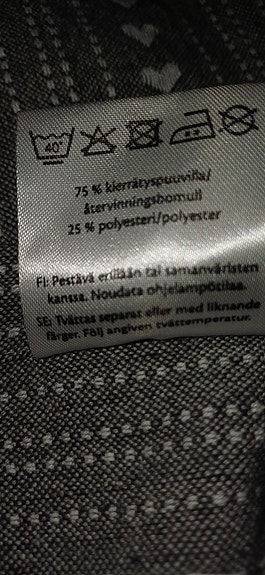 40°
75 % kierrätyspuuvilla/
återvinningsbomull
25 % polyesteri/polyester
FI: Pestävä erillään tai samanväristen
kanssa. Noudata ohjelämpötilaa.
SE: Tvättas separat eller med liknande
färger. Följ angiven tvättemperatur.